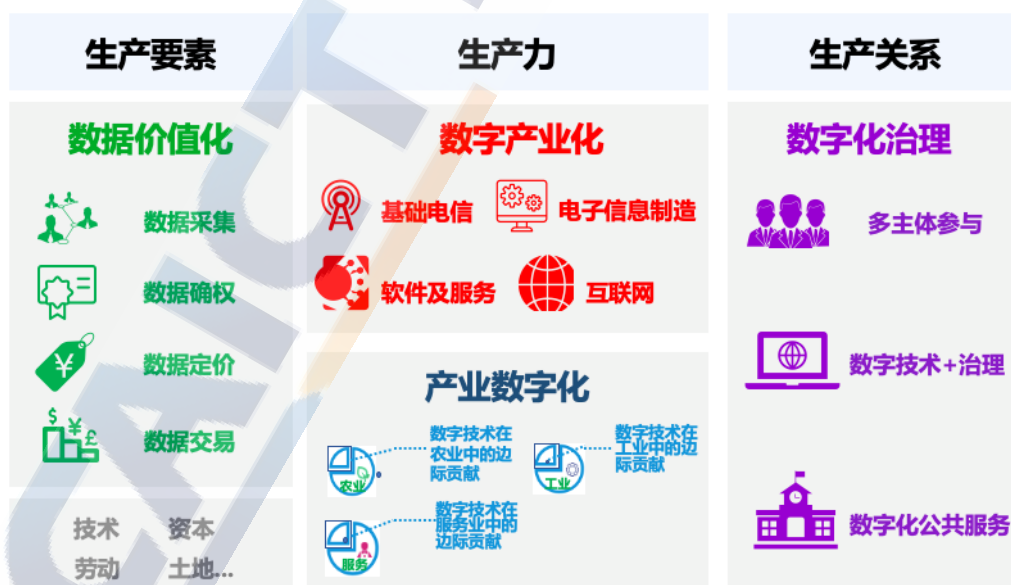 生产要素
数据价值化
数据采集
数据确权
¥
数据定价
$
¥
£
数据交易
技术 资本
劳动 土地...
生产力
数字产业化
基础电信 电子信息制造
软件及服务 互联网
产业数字化
数字技术在
农业中的边
际贡献
农业
数字技术在
工业中的边
际贡献
工业
数字技术在
服务业中的
边际贡献
服务
生产关系
数字化治理
多主体参与
数字技术+治理
数字化公共服务
CAICT